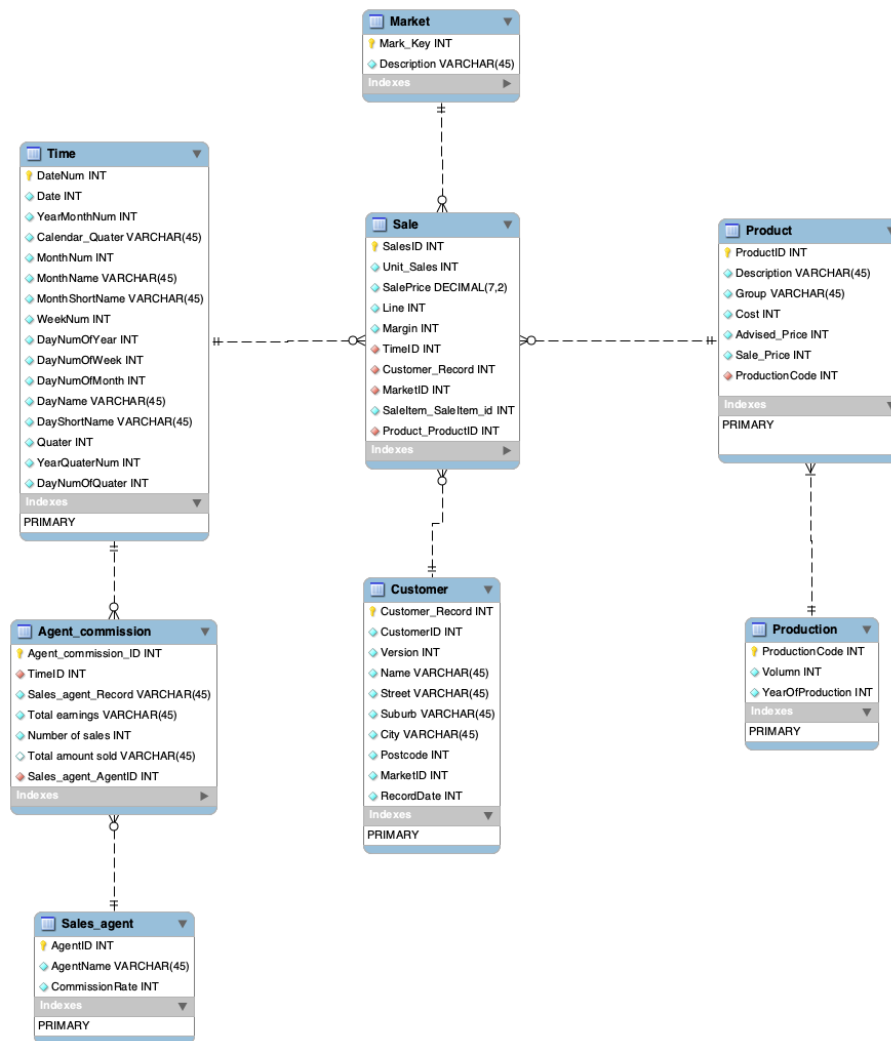 Market
Mark_Key INT
Description VARCHAR(45)
Indexes
Time
DateNum INT
Date INT
YearMonthNum INT
Calendar_Quater VARCHAR(45)
MonthNum INT
MonthName VARCHAR(45)
MonthShortName VARCHAR(45)
WeekNum INT
DayNumOfYear INT
DayNumOfWeek INT
DayNumOfMonth INT
DayName VARCHAR(45)
DayShortName VARCHAR(45)
Quater INT
YearQuaterNum INT
DayNumOfQuater INT
Indexes
PRIMARY
Sale
SalesID INT
Unit_Sales INT
SalePrice DECIMAL(7,2)
Line INT
Margin INT
TimeID INT
Customer_Record INT
MarketID INT
SaleItem_SaleItem_id INT
Product_ProductID INT
Indexes
Product
ProductID INT
Description VARCHAR(45)
Group VARCHAR(45)
Cost INT
Advised_Price INT
Sale_Price INT
ProductionCode INT
Indexes
PRIMARY
Customer
Customer_Record INT
CustomerID INT
Version INT
Name VARCHAR(45)
Street VARCHAR(45)
Suburb VARCHAR(45)
City VARCHAR(45)
Postcode INT
MarketID INT
RecordDate INT
Indexes
PRIMARY
Production
ProductionCode INT
Volumn INT
YearOfProduction INT
Indexes
PRIMARY
Agent_commission
Agent_commission_ID INT
TimeID INT
Sales_agent_Record VARCHAR(45)
Total earnings VARCHAR(45)
Number of sales INT
Total amount sold VARCHAR(45)
Sales_agent_AgentID INT
Indexes
Sales_agent
AgentID INT
AgentName VARCHAR(45)
CommissionRate INT
Indexes
PRIMARY